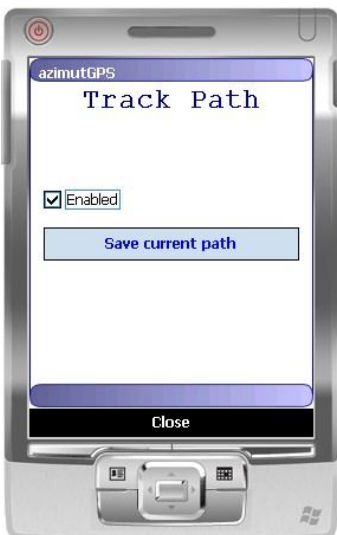 azimutGPS
Track Path
Enabled
Save current path
Close